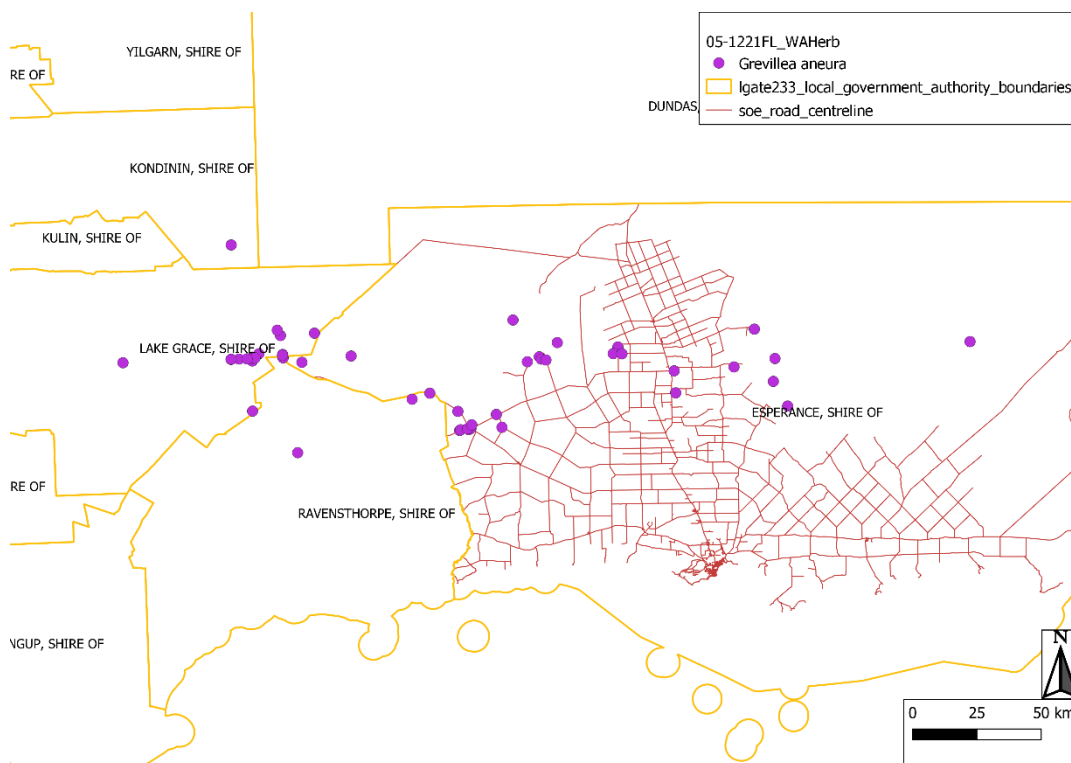 YILGARN, SHIRE OF
RE OF
05-1221FL_WAHerb
Grevillea aneura
lgate233_local_government_authority_boundaries
soe_road_centreline
DUNDAS,
KONDININ, SHIRE OF
KULIN, SHIRE OF
LAKE GRACE, SHIRE OF
ESPERANCE, SHIRE OF
RE OF
RAVENSTHORPE, SHIRE OF
NGUP, SHIRE OF
N
0 25 50 km